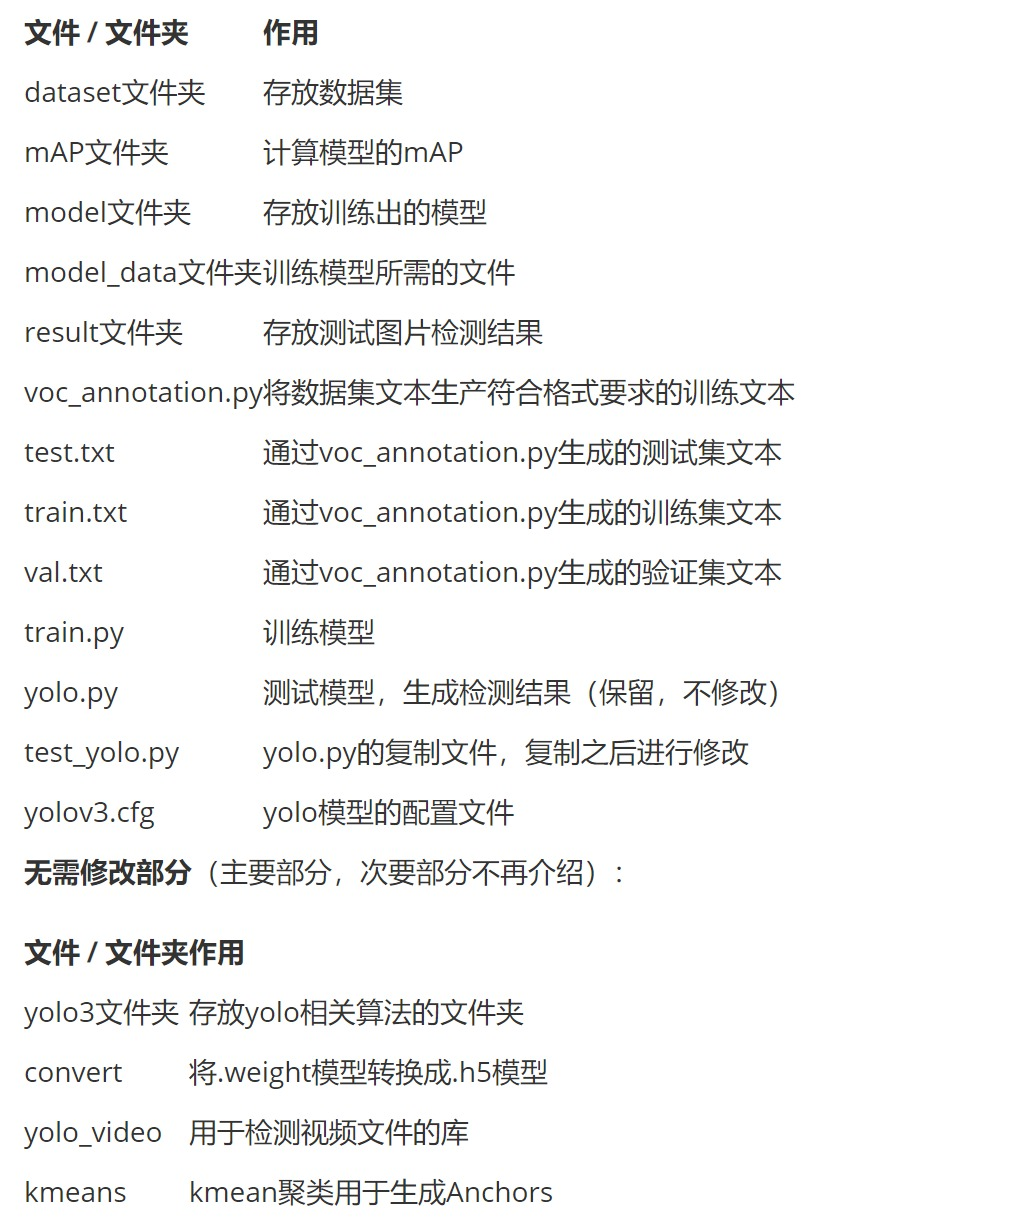 文件 / 文件夹 作用
dataset文件夹 存放数据集
mAP文件夹 计算模型的mAP
model文件夹 存放训练出的模型
model_data文件夹训练模型所需的文件
result文件夹 存放测试图片检测结果
voc_annotation.py将数据集文本生产符合格式要求的训练文本
test.txt 通过voc_annotation.py生成的测试集文本
train.txt 通过voc_annotation.py生成的训练集文本
val.txt 通过voc_annotation.py生成的验证集文本
train.py 训练模型
yolo.py 测试模型，生成检测结果（保留，不修改）
test_yolo.py yolo.py的复制文件，复制之后进行修改
yolov3.cfg yolo模型的配置文件
无需修改部分（主要部分，次要部分不再介绍）：
文件 / 文件夹作用
yolo3文件夹 存放yolo相关算法的文件夹
convert 将.weight模型转换成.h5模型
yolo_video 用于检测视频文件的库
kmeans kmean聚类用于生成Anchors